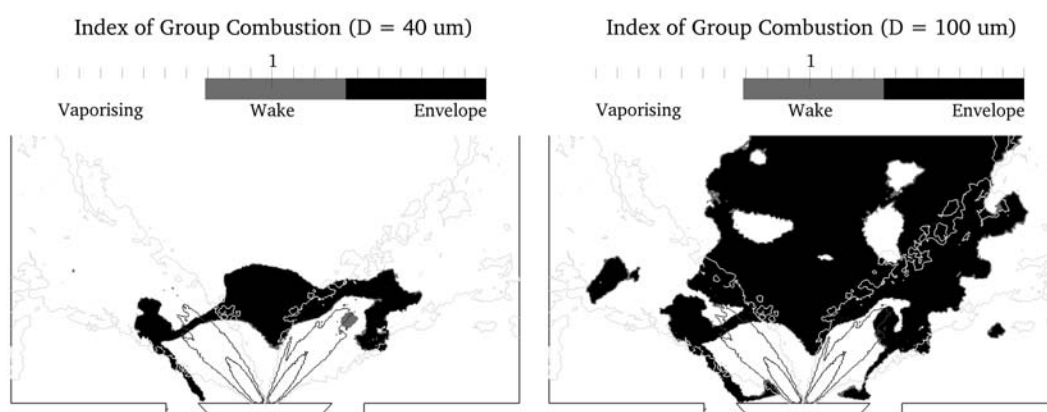 Index of Group Combustion (D = 40 um)
1
Vaporising Wake Envelope
Index of Group Combustion (D = 100 um)
1
Vaporising Wake Envelope